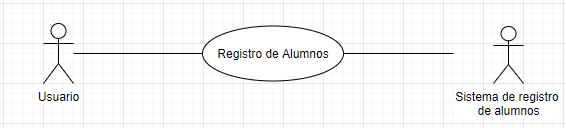 Registro de Alumnos
Usuario
Sistema de registro
de alumnos